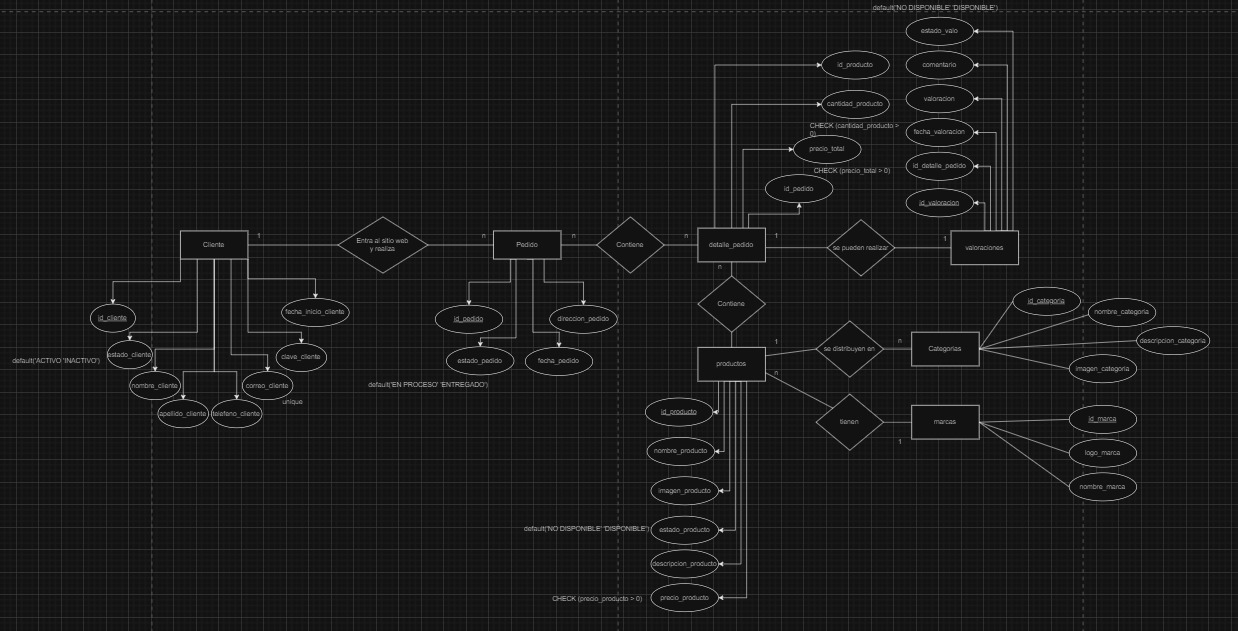 default('NO DISPONIBLE' 'DISPONIBLE')
estado_valo
id_producto
comentario
cantidad_producto
valoracion
CHECK (cantidad_producto >
0)
fecha_valoracion
precio_total
CHECK (precio_total > 0)
id_detalle_pedido
id_pedido
id_valoracion
Cliente
1
Entra al sitio web
y realiza
n
Pedido
n
Contiene
n
detalle_pedido
1
se pueden realizar
1
valoraciones
n
Contiene
id_cliente
fecha_inicio_cliente
id_pedido
direccion_pedido
id_categoria
nombre_categoria
default('ACTIVO 'INACTIVO')
estado_cliente
clave_cliente
estado_pedido
fecha_pedido
productos
1
se distribuyen en
n
Categorias
descripcion_categoria
imagen_categoria
nombre_cliente
correo_cliente
unique
default('EN PROCESO' 'ENTREGADO')
n
apellido_cliente
telefeno_cliente
id_producto
tienen
1
marcas
id_marca
logo_marca
nombre_marca
nombre_producto
imagen_producto
default('NO DISPONIBLE' 'DISPONIBLE')
estado_producto
descripcion_producto
CHECK (precio_producto > 0)
precio_producto